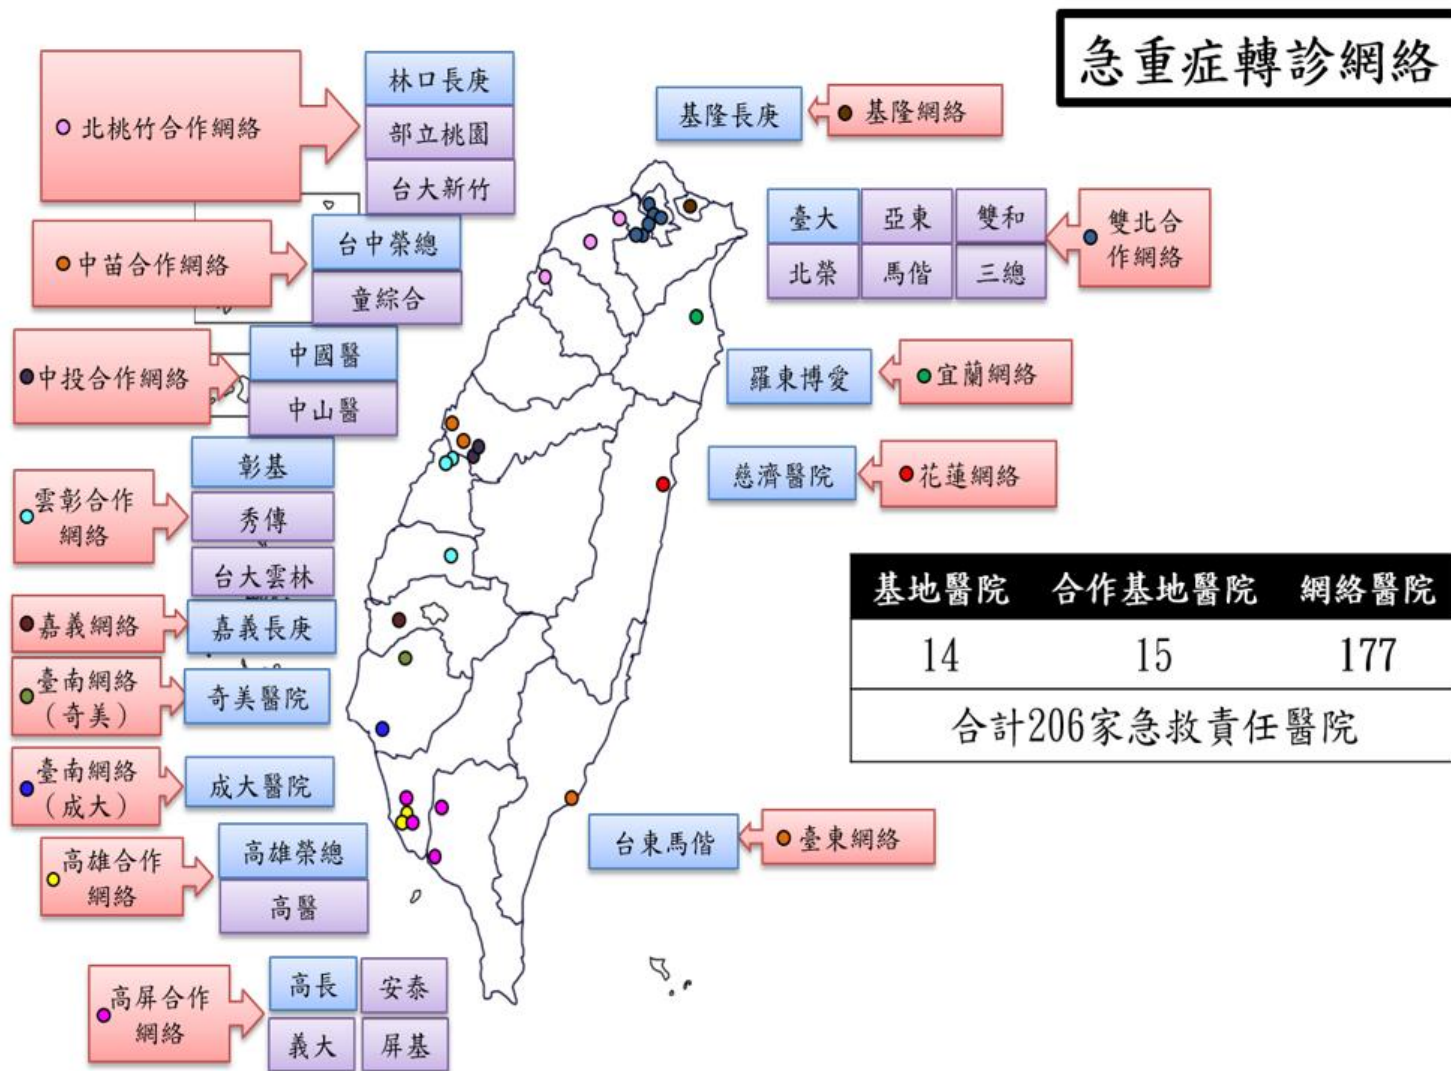 急重症轉診網絡
北桃竹合作網絡
林口長庚
部立桃園
台大新竹
基隆長庚
基隆網絡
中苗合作網絡
台中榮總
童綜合
臺大
亞東
雙和
北榮
馬偕
三總
雙北合
作網絡
中投合作網絡
中國醫
中山醫
羅東博愛
宜蘭網絡
雲彰合作
網絡
彰基
秀傳
台大雲林
慈濟醫院
花蓮網絡
嘉義網絡
嘉義長庚
臺南網絡
(奇美)
奇美醫院
臺南網絡
(成大)
成大醫院
基地醫院 合作基地醫院 網絡醫院
14 15 177
合計206家急救責任醫院
高雄合作
網絡
高雄榮總
高醫
台東馬偕
臺東網絡
高屏合作
網絡
高長
安泰
義大
屏基